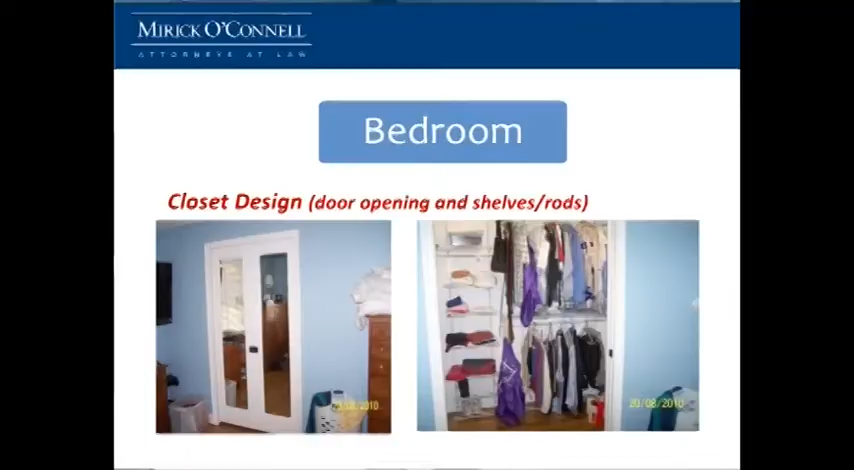 MIRICK O'CONNELL
ATTORNEYS AT LAW
Bedroom
Closet Design (door opening and shelves/rods)
20/08/2010